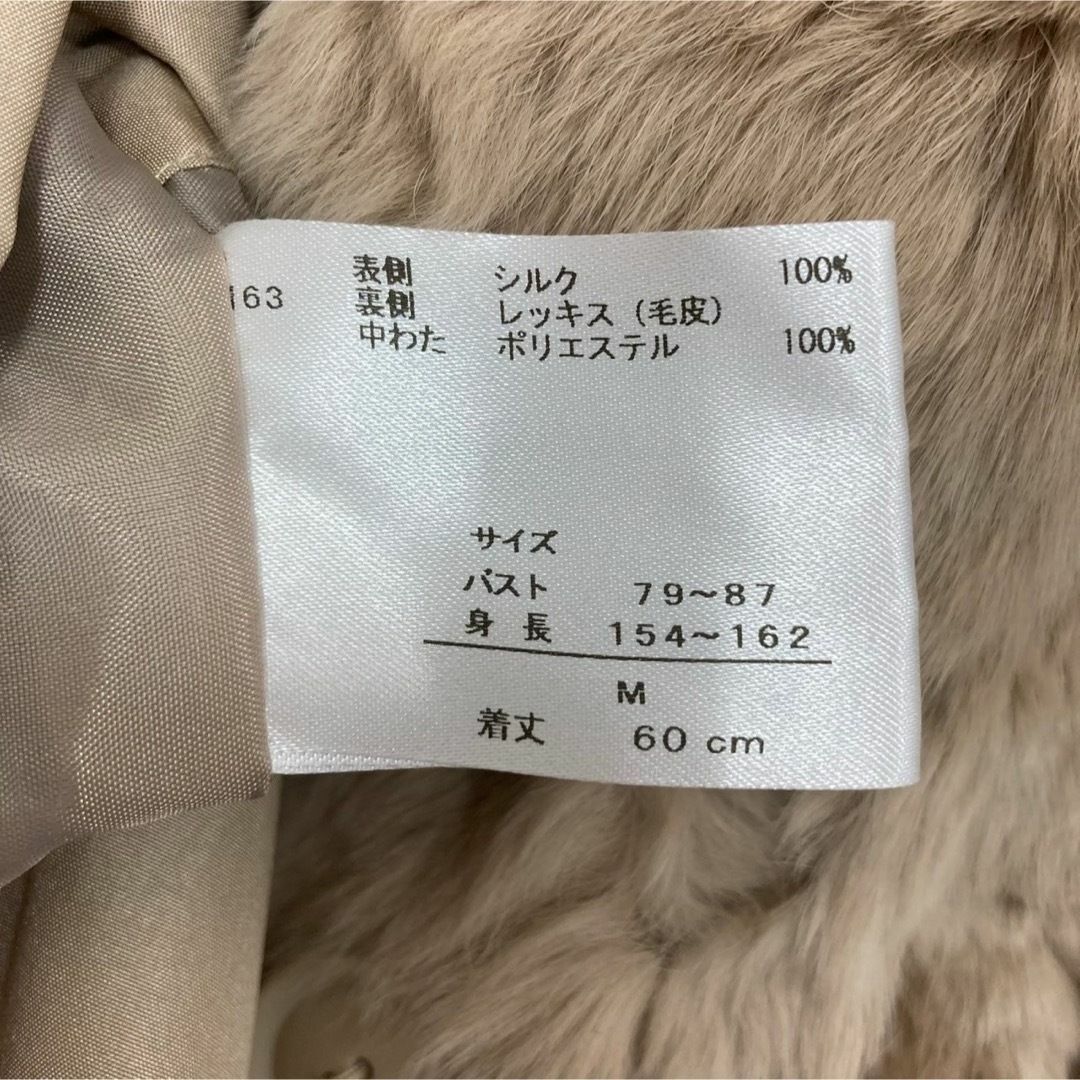 表側 シルク 100%
163 裏側 レッキス（毛皮）
中わた ポリエステル 100%
サイズ
バスト 79～87
身長 154～162
M
着丈 60 cm